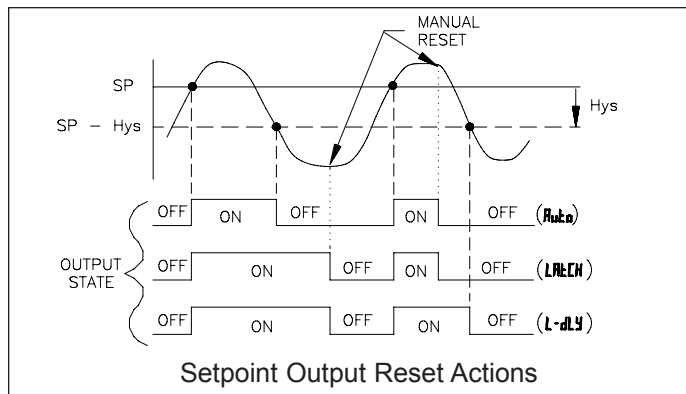 MANUAL
RESET
SP
Hys
SP - Hys
OFF ON OFF ON OFF (Auto)
OUTPUT
STATE
OFF ON OFF ON OFF (LAtCH)
OFF ON OFF ON OFF (L-dLY)
Setpoint Output Reset Actions